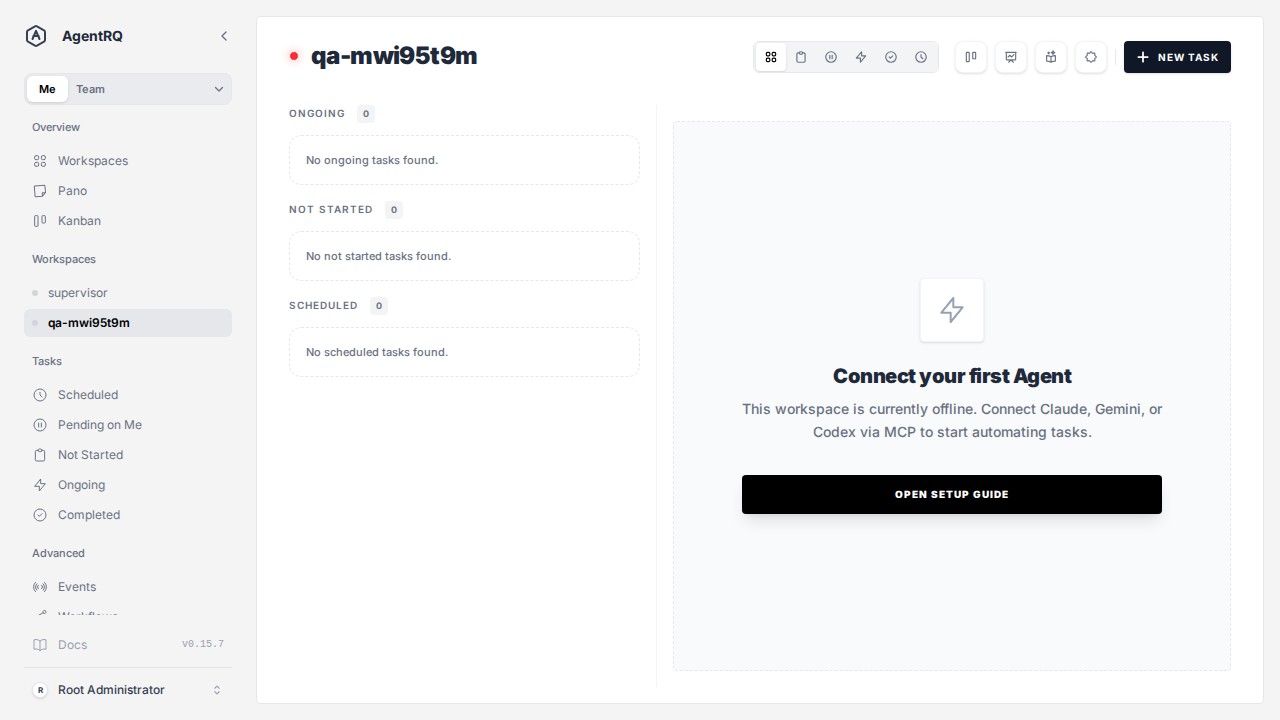 AgentRQ
Me
Team
Overview
Workspaces
Pano
Kanban
Workspaces
supervisor
qa-mwi95t9m
Tasks
Scheduled
Pending on Me
Not Started
Ongoing
Completed
Advanced
Events
Workflows
Docs
v0.15.7
R
Root Administrator
qa-mwi95t9m
NEW TASK
ONGOING 0
No ongoing tasks found.
NOT STARTED 0
No not started tasks found.
SCHEDULED 0
No scheduled tasks found.
Connect your first Agent
This workspace is currently offline. Connect Claude, Gemini, or
Codex via MCP to start automating tasks.
OPEN SETUP GUIDE